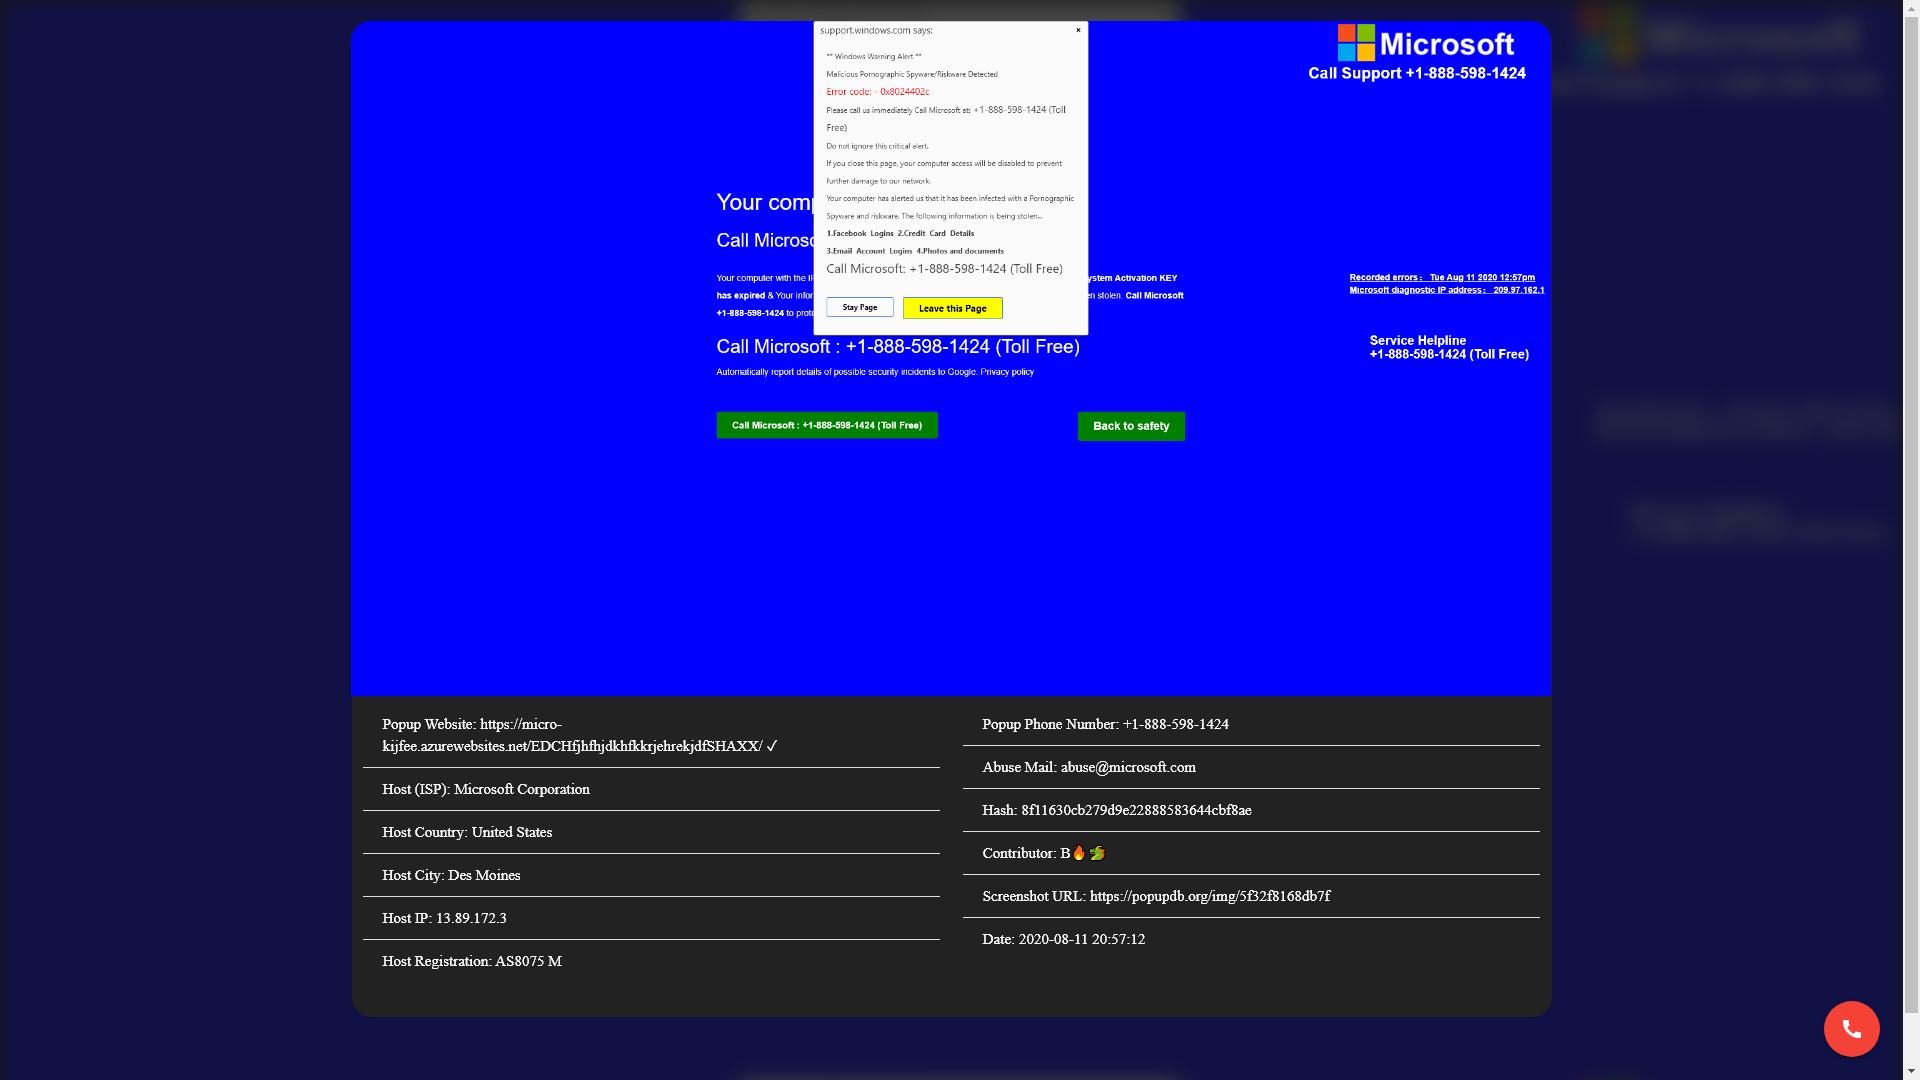 support.windows.com says:
×
** Windows Warning Alert **
Malicious Pornographic Spyware/Riskware Detected
Error code: - 0x8024402c
Please call us immediately Call Microsoft at: +1-888-598-1424 (Toll
Free)
Do not ignore this critical alert.
If you close this page, your computer access will be disabled to prevent
further damage to our network.
Your computer has alerted us that it has been infected with a Pornographic
Spyware and riskware. The following information is being stolen...
1.Facebook Logins 2.Credit Card Details
3.Email Account Logins 4.Photos and documents
Call Microsoft: +1-888-598-1424 (Toll Free)
Stay Page
Leave this Page
Microsoft
Call Support +1-888-598-1424
Your
Call
Your computer with the
Activation KEY
has expired & Your
stolen. Call Microsoft
+1-888-598-1424 to
Call Microsoft : +1-888-598-1424 (Toll Free)
Automatically report details of possible security incidents to Google. Privacy policy
Call Microsoft : +1-888-598-1424 (Toll Free)
Back to safety
Recorded errors : Tue Aug 11 2020 12:57pm
Microsoft diagnostic IP address : 209.97.162.1
Service Helpline
+1-888-598-1424 (Toll Free)
Popup Website: https://micro-
kijfee.azurewebsites.net/EDCHfjhfhjdkhfkkrjehrekjdfSHAXX/ ✓
Host (ISP): Microsoft Corporation
Host Country: United States
Host City: Des Moines
Host IP: 13.89.172.3
Host Registration: AS8075 M
Popup Phone Number: +1-888-598-1424
Abuse Mail: abuse@microsoft.com
Hash: 8f11630cb279d9e22888583644cbf8ae
Contributor: B🔥🐲
Screenshot URL: https://popupdb.org/img/5f32f8168db7f
Date: 2020-08-11 20:57:12